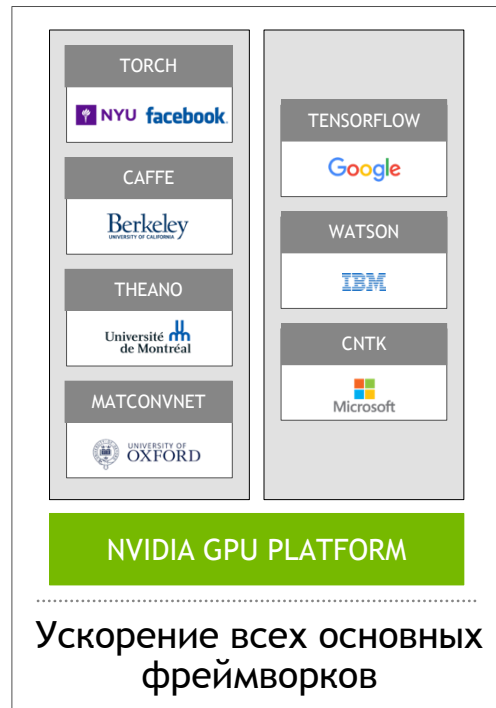 TORCH
NYU facebook.
CAFFE
Berkeley
UNIVERSITY OF CALIFORNIA
THEANO
Université
de Montréal
MATCONVNET
UNIVERSITY OF
OXFORD
TENSORFLOW
Google
WATSON
IBM
CNTK
Microsoft
NVIDIA GPU PLATFORM
Ускорение всех основных
фреймворков